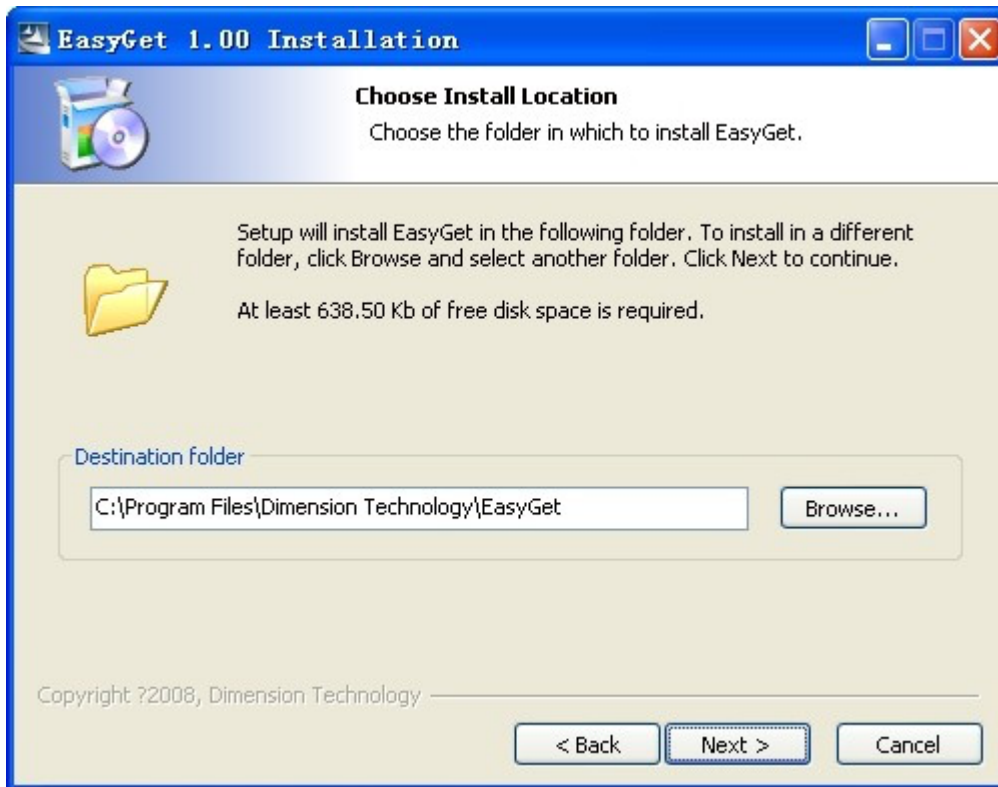 EasyGet 1.00 Installation
Choose Install Location
Choose the folder in which to install EasyGet.
Setup will install EasyGet in the following folder. To install in a different
folder, click Browse and select another folder. Click Next to continue.
At least 638.50 Kb of free disk space is required.
Destination folder
C:\Program Files\Dimension Technology\EasyGet
Browse...
Copyright ?2008, Dimension Technology
< Back
Next >
Cancel